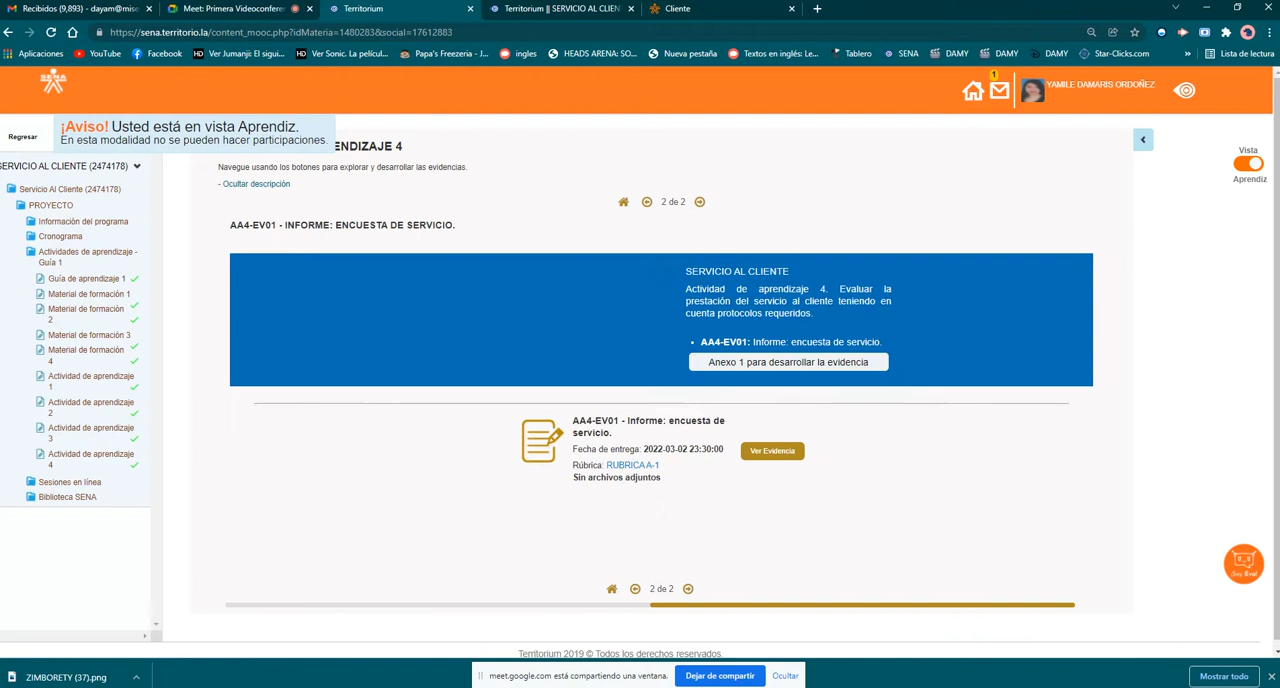 Recibidos (9,893) - dayam@mise
Meet: Primera Videoconferen
Territorium
Territorium || SERVICIO AL CLIEN
Cliente
https://sena.territorio.la/content_mooc.php?idMateria=1480283&social=17612883
Aplicaciones
YouTube
Facebook
Ver Jumanji: El sigui...
Ver Sonic. La películ...
Papa's Freezeria - J...
ingles
HEADS ARENA: SO...
Nueva pestaña
Textos en inglés: Le...
Tablero
SENA
DAMY
DAMY
DAMY
Star-Clicks.com
»
Lista de lectura
SENA
1
YAMILE DAMARIS ORDOÑEZ
Regresar
¡Aviso! Usted está en vista Aprendiz.
En esta modalidad no se pueden hacer participaciones.
ENDIZAJE 4
Vista
Aprendiz
SERVICIO AL CLIENTE (2474178)
Servicio Al Cliente (2474178)
PROYECTO
Información del programa
Cronograma
Actividades de aprendizaje -
Guía 1
Guía de aprendizaje 1
Material de formación 1
Material de formación
2
Material de formación 3
Material de formación
4
Actividad de aprendizaje
1
Actividad de aprendizaje
2
Actividad de aprendizaje
3
Actividad de aprendizaje
4
Sesiones en línea
Biblioteca SENA
Navegue usando los botones para explorar y desarrollar las evidencias.
- Ocultar descripción
2 de 2
AA4-EV01 - INFORME: ENCUESTA DE SERVICIO.
SERVICIO AL CLIENTE
Actividad de aprendizaje 4. Evaluar la
prestación del servicio al cliente teniendo en
cuenta protocolos requeridos.
• AA4-EV01: Informe: encuesta de servicio.
Anexo 1 para desarrollar la evidencia
AA4-EV01 - Informe: encuesta de
servicio.
Fecha de entrega: 2022-03-02 23:30:00
Rúbrica: RUBRICA A-1
Sin archivos adjuntos
Ver Evidencia
¡Soy Eva!
2 de 2
Territorium 2019 © Todos los derechos reservados.
ZIMBORETY (37).png
meet.google.com está compartiendo una ventana.
Dejar de compartir
Ocultar
Mostrar todo